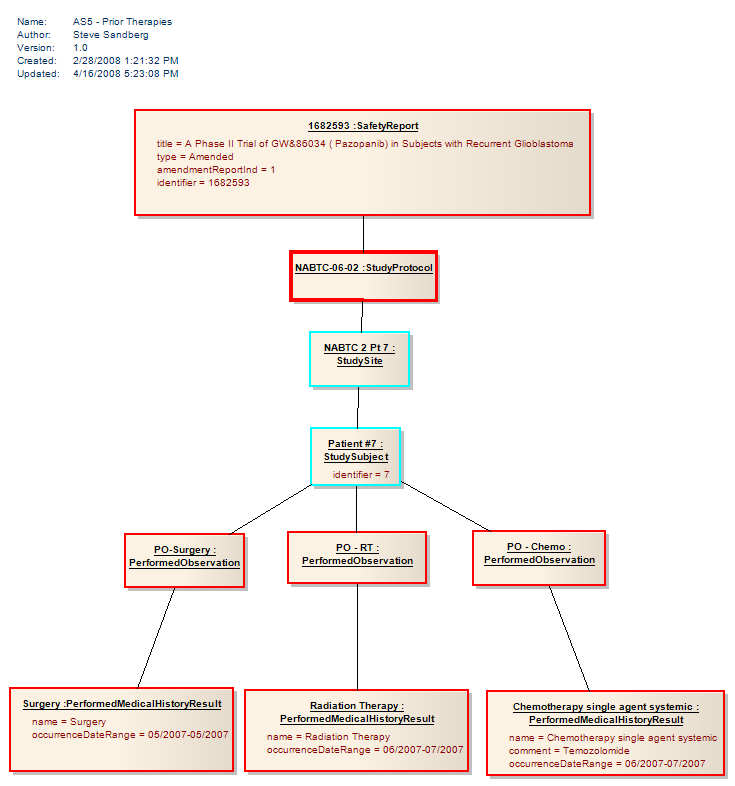 Name: AS5 - Prior Therapies
Author: Steve Sandberg
Version: 1.0
Created: 2/28/2008 1:21:32 PM
Updated: 4/16/2008 5:23:08 PM
1682593 :SafetyReport
title = A Phase II Trial of GW&86034 ( Pazopanib) in Subjects with Recurrent Glioblastoma
type = Amended
amendmentReportInd = 1
identifier = 1682593
NABTC-06-02 :StudyProtocol
NABTC 2 Pt 7 :
StudySite
Patient #7 :
StudySubject
identifier = 7
PO-Surgery :
PerformedObservation
PO - RT :
PerformedObservation
PO - Chemo :
PerformedObservation
Surgery :PerformedMedicalHistoryResult
name = Surgery
occurrenceDateRange = 05/2007-05/2007
Radiation Therapy :
PerformedMedicalHistoryResult
name = Radiation Therapy
occurrenceDateRange = 06/2007-07/2007
Chemotherapy single agent systemic :
PerformedMedicalHistoryResult
name = Chemotherapy single agent systemic
comment = Temozolomide
occurrenceDateRange = 06/2007-07/2007